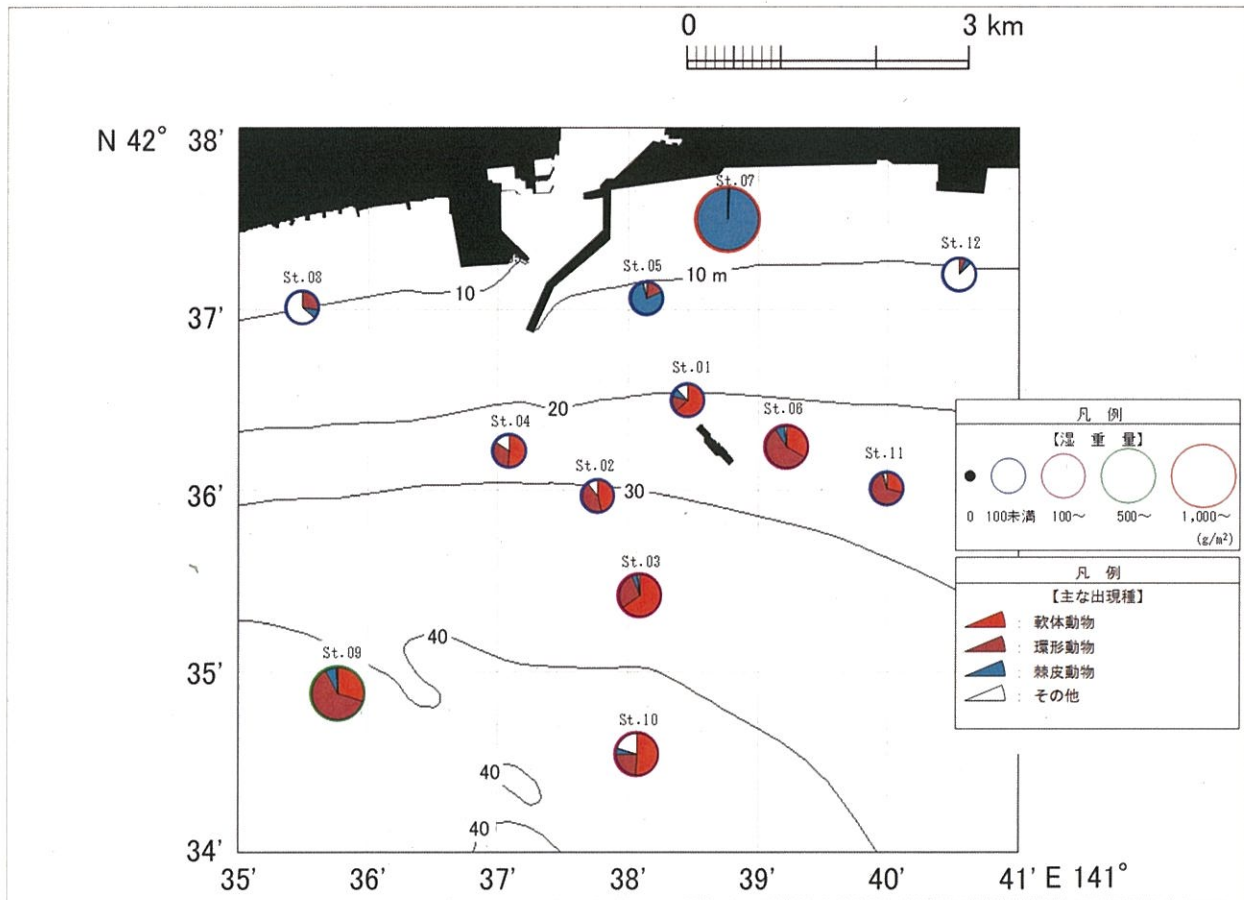 0 3 km
N 42° 38'
St.07
St.12
St.08
St.05
10 m
10
37'
St.01
20
St.06
St.04
St.11
St.02
36'
30
St.03
40
35'
St.09
St.10
40
40
34'
35' 36' 37' 38' 39' 40' 41' E 141°
凡 例
【湿 重 量】
0 100未満 100～ 500～ 1,000～
(g/m²)
凡 例
【主な出現種】
: 軟体動物
: 環形動物
: 棘皮動物
: その他